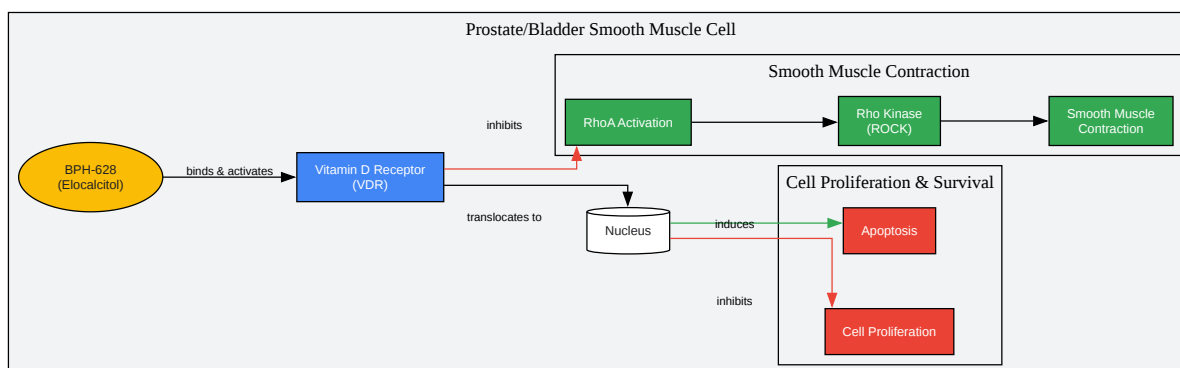 Prostate/Bladder Smooth Muscle Cell
Smooth Muscle Contraction
RhoA Activation
Rho Kinase
(ROCK)
Smooth Muscle
Contraction
inhibits
BPH-628
(Elocalcitol)
binds & activates
Vitamin D Receptor
(VDR)
translocates to
Nucleus
Cell Proliferation & Survival
induces
Apoptosis
inhibits
Cell Proliferation